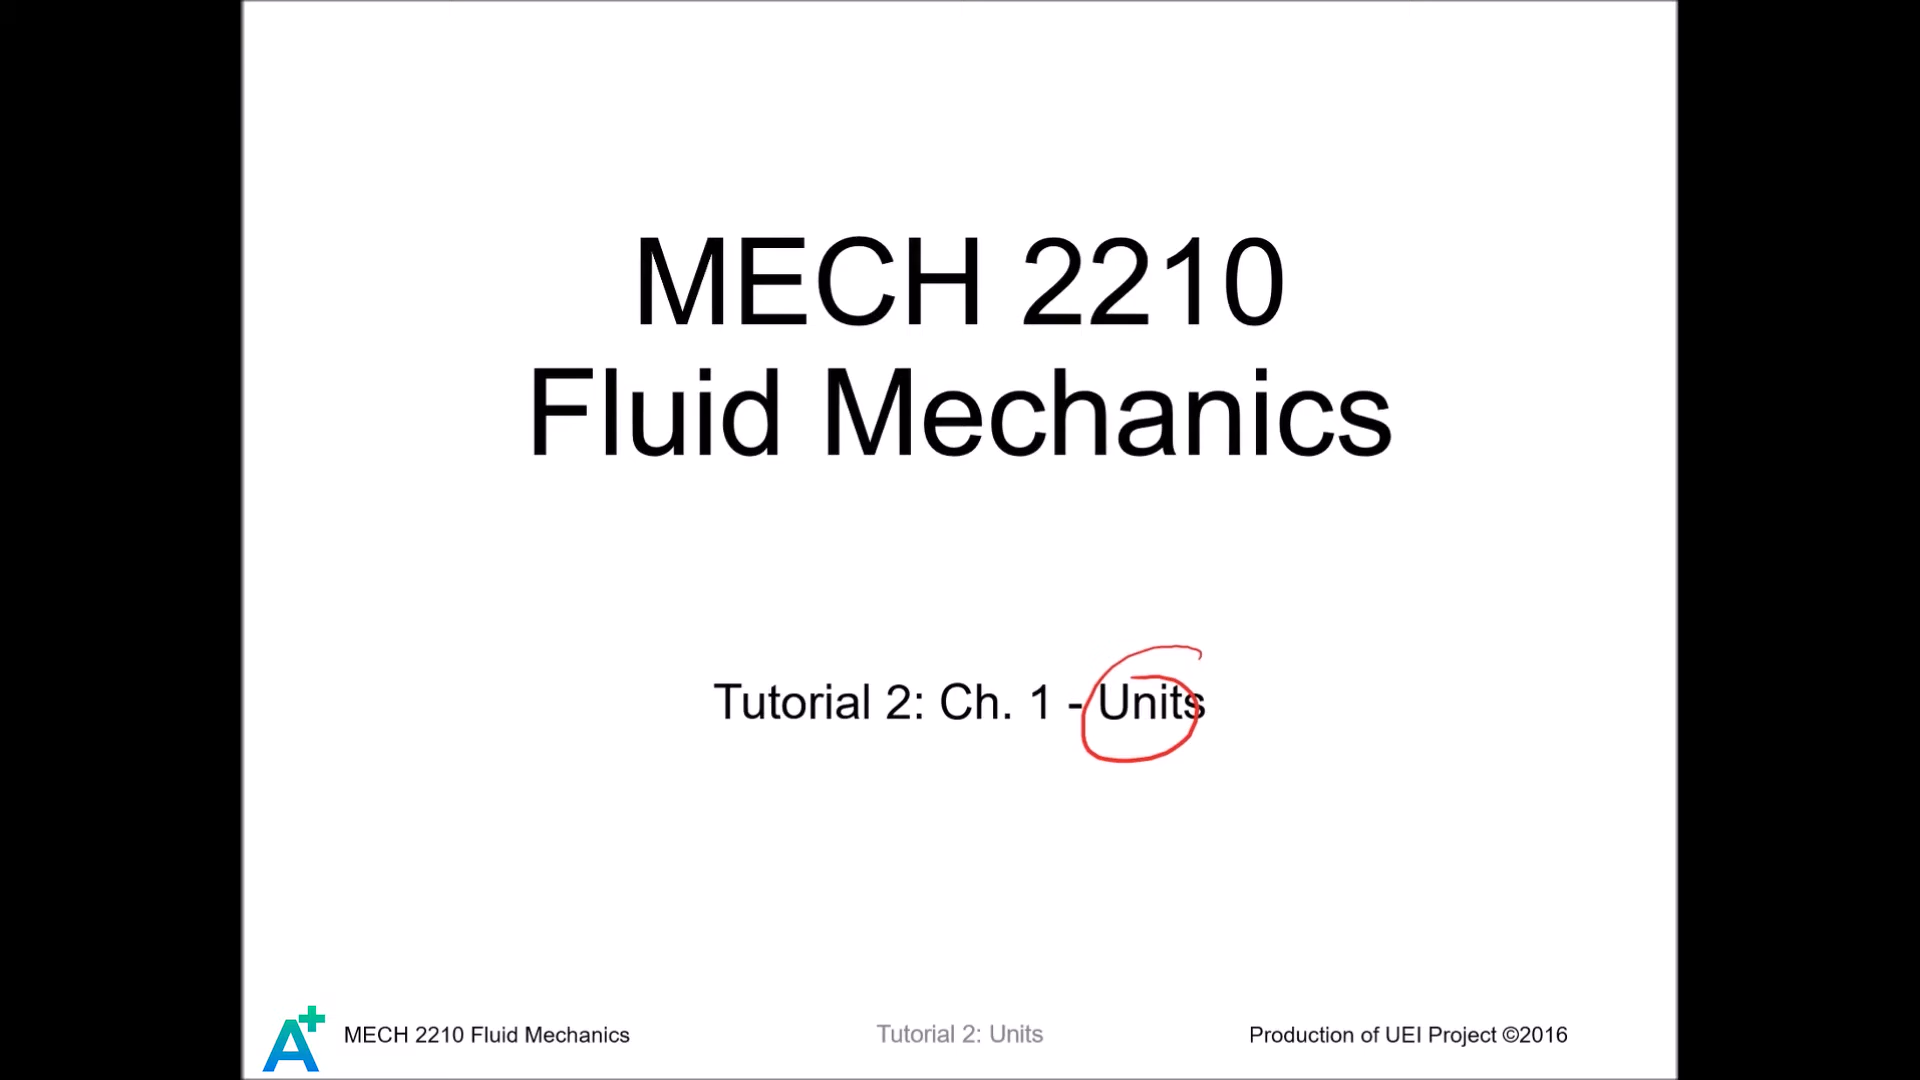 MECH 2210
Fluid Mechanics
Tutorial 2: Ch. 1 - Units
A+ MECH 2210 Fluid Mechanics
Tutorial 2: Units
Production of UEI Project ©2016